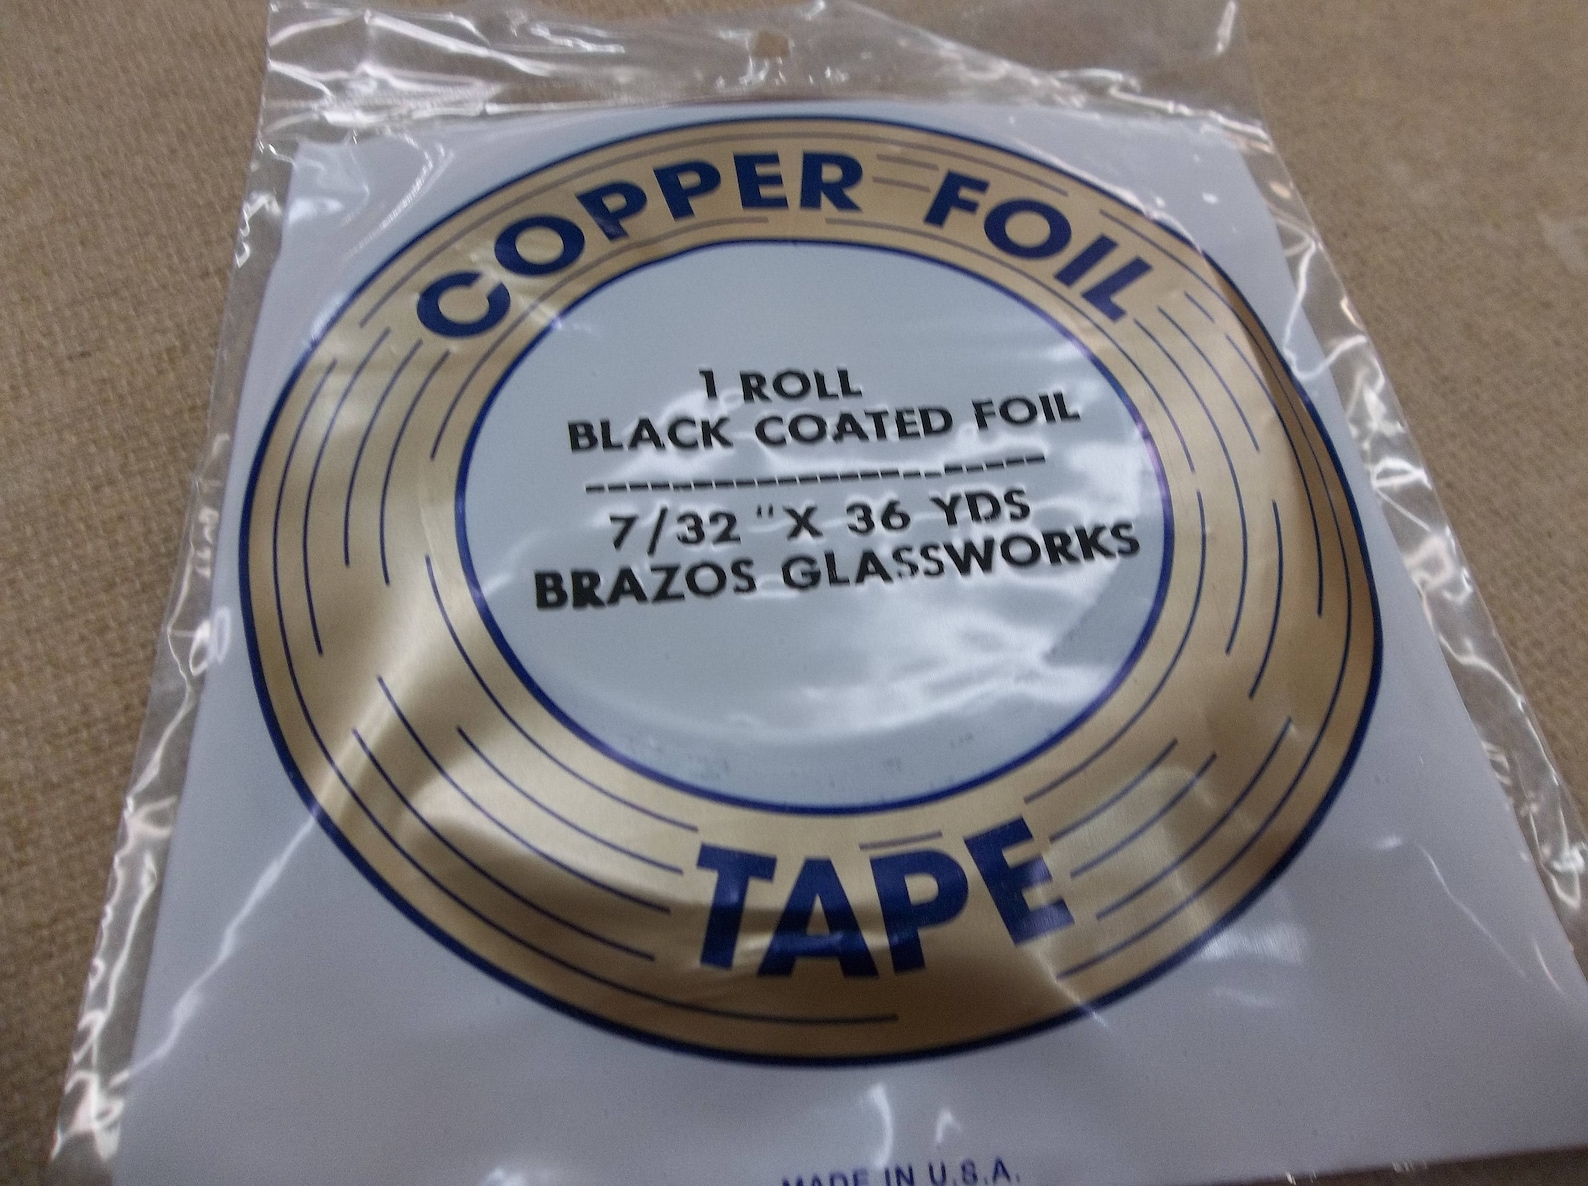 COPPER FOIL
1 ROLL
BLACK COATED FOIL
--------------------
7/32 "X 36 YDS
BRAZOS GLASSWORKS
TAPE
MADE IN U.S.A.